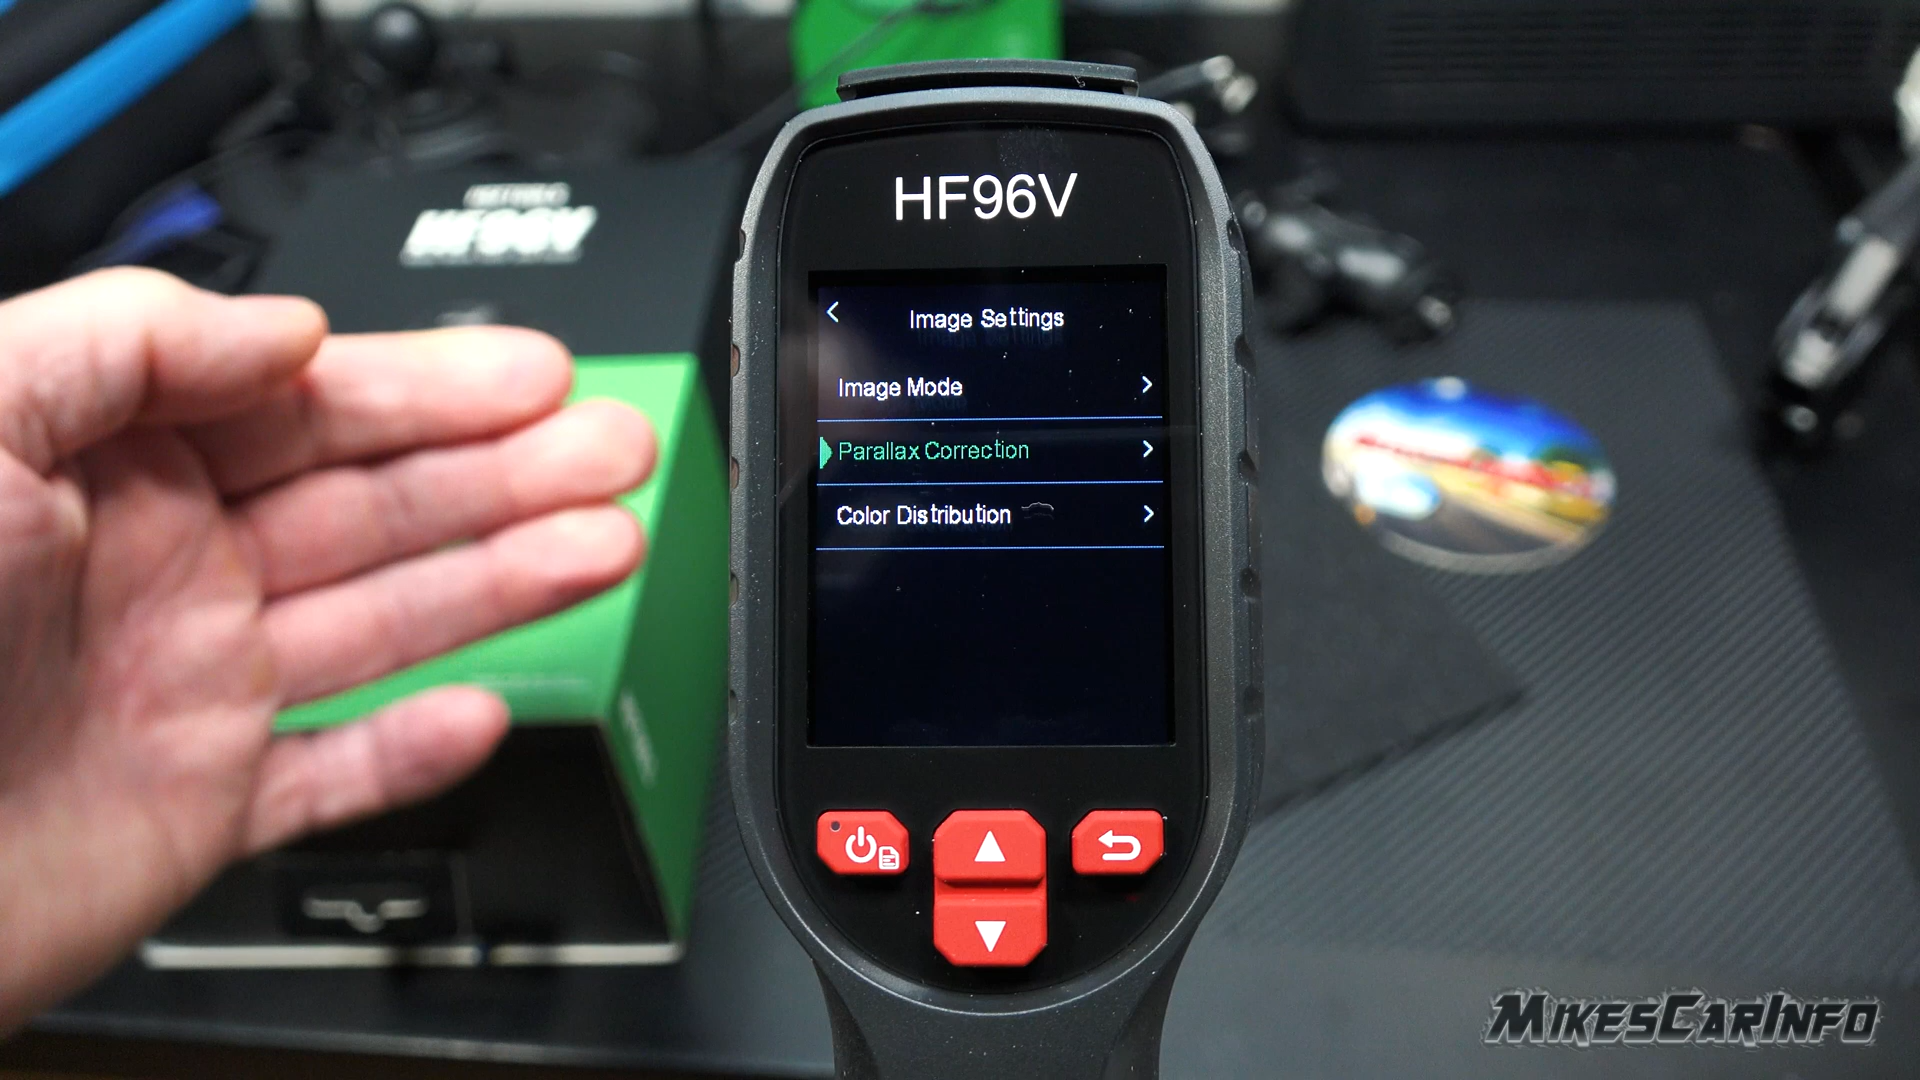 HF96V
HF96V
Image Settings
Image Mode
Parallax Correction
Color Distribution
MikesCarInfo